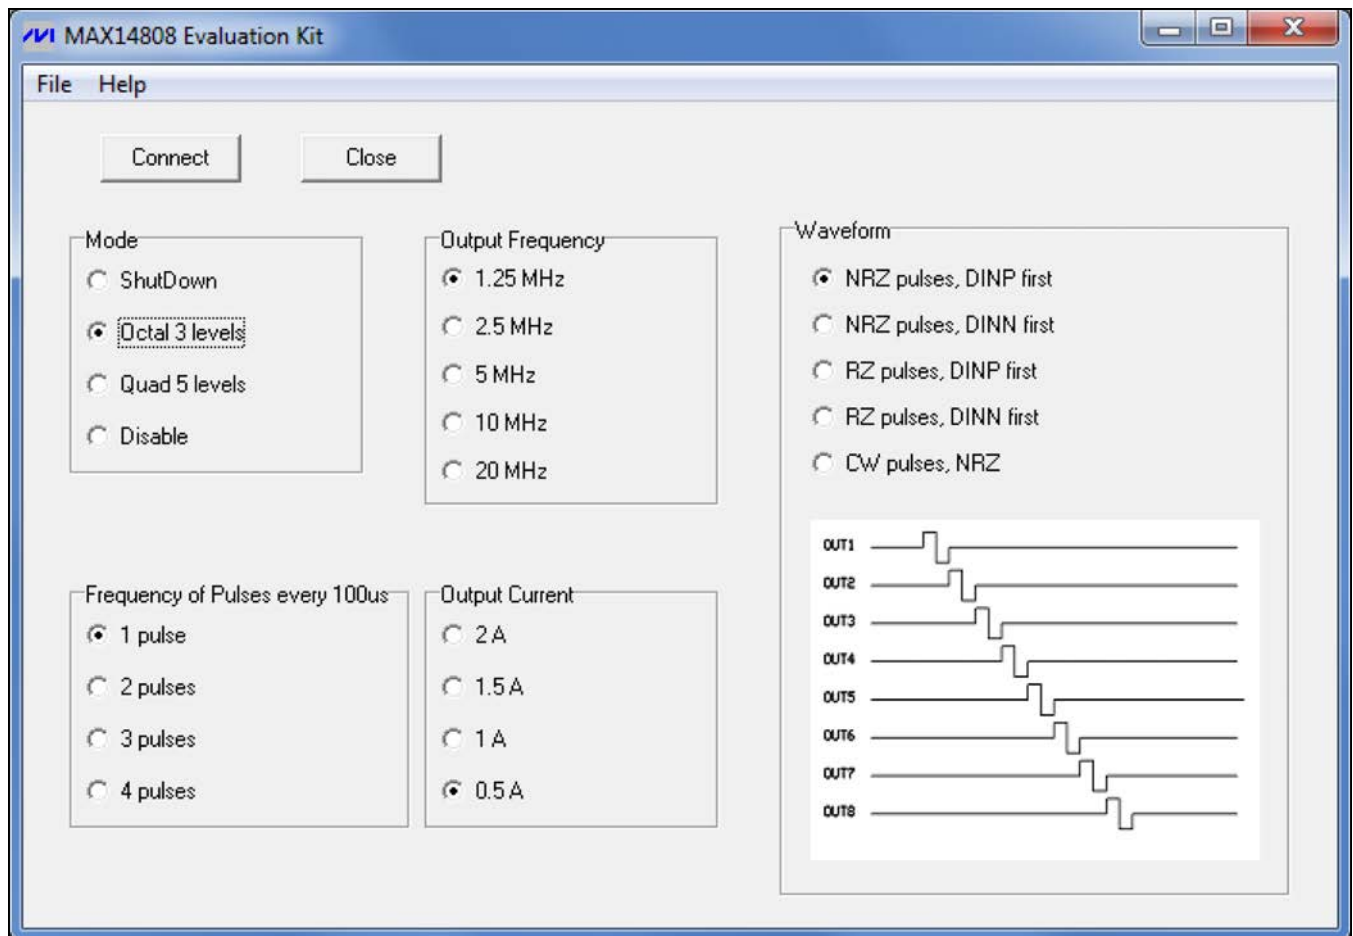 MAX14808 Evaluation Kit
File Help
Connect Close
Mode
ShutDown
Octal 3 levels
Quad 5 levels
Disable
Output Frequency
1.25 MHz
2.5 MHz
5 MHz
10 MHz
20 MHz
Waveform
NRZ pulses, DINP first
NRZ pulses, DINN first
RZ pulses, DINP first
RZ pulses, DINN first
CW pulses, NRZ
OUT1
OUT2
OUT3
OUT4
OUT5
OUT6
OUT7
OUT8
Frequency of Pulses every 100us
1 pulse
2 pulses
3 pulses
4 pulses
Output Current
2 A
1.5 A
1 A
0.5 A